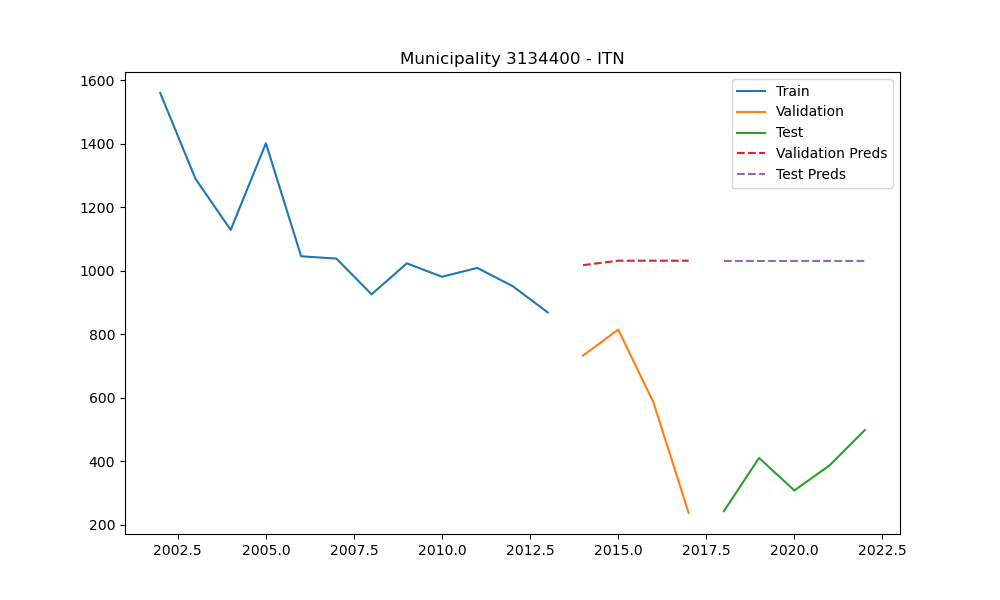 Municipality 3134400 - ITN
1600
1400
1200
1000
800
600
400
200
Train
Validation
Test
Validation Preds
Test Preds
2002.5 2005.0 2007.5 2010.0 2012.5 2015.0 2017.5 2020.0 2022.5